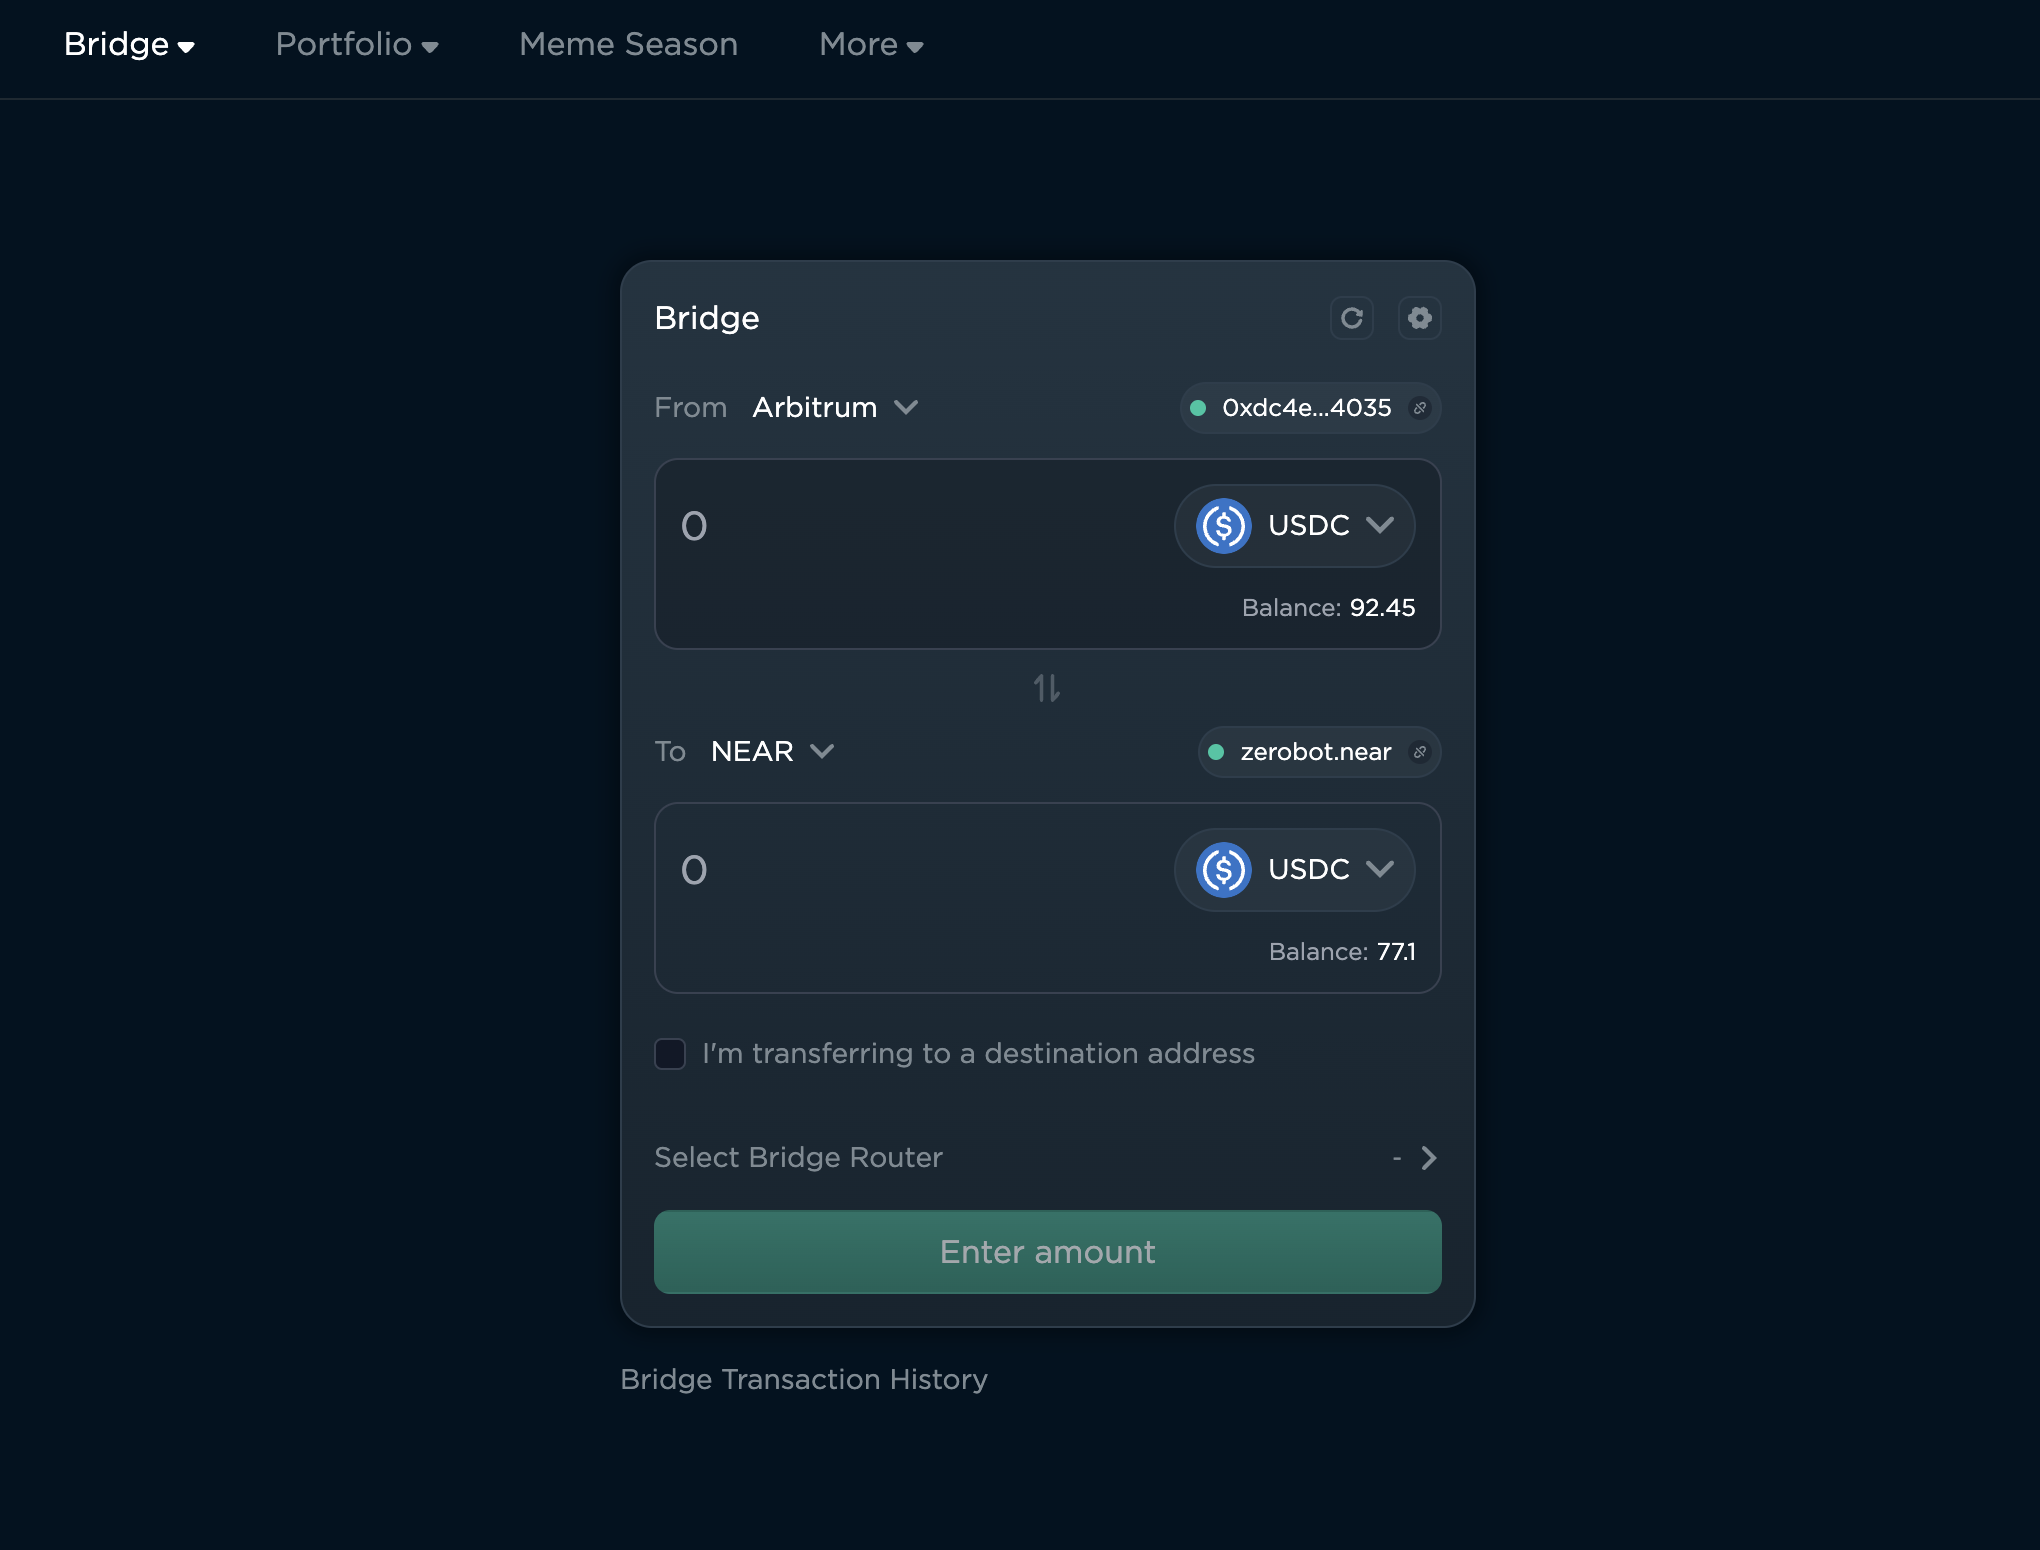 Bridge Portfolio Meme Season More
Bridge
From Arbitrum 0xdc4e...4035
0 USDC
Balance: 92.45
To NEAR zerobot.near
0 USDC
Balance: 77.1
I'm transferring to a destination address
Select Bridge Router -
Enter amount
Bridge Transaction History